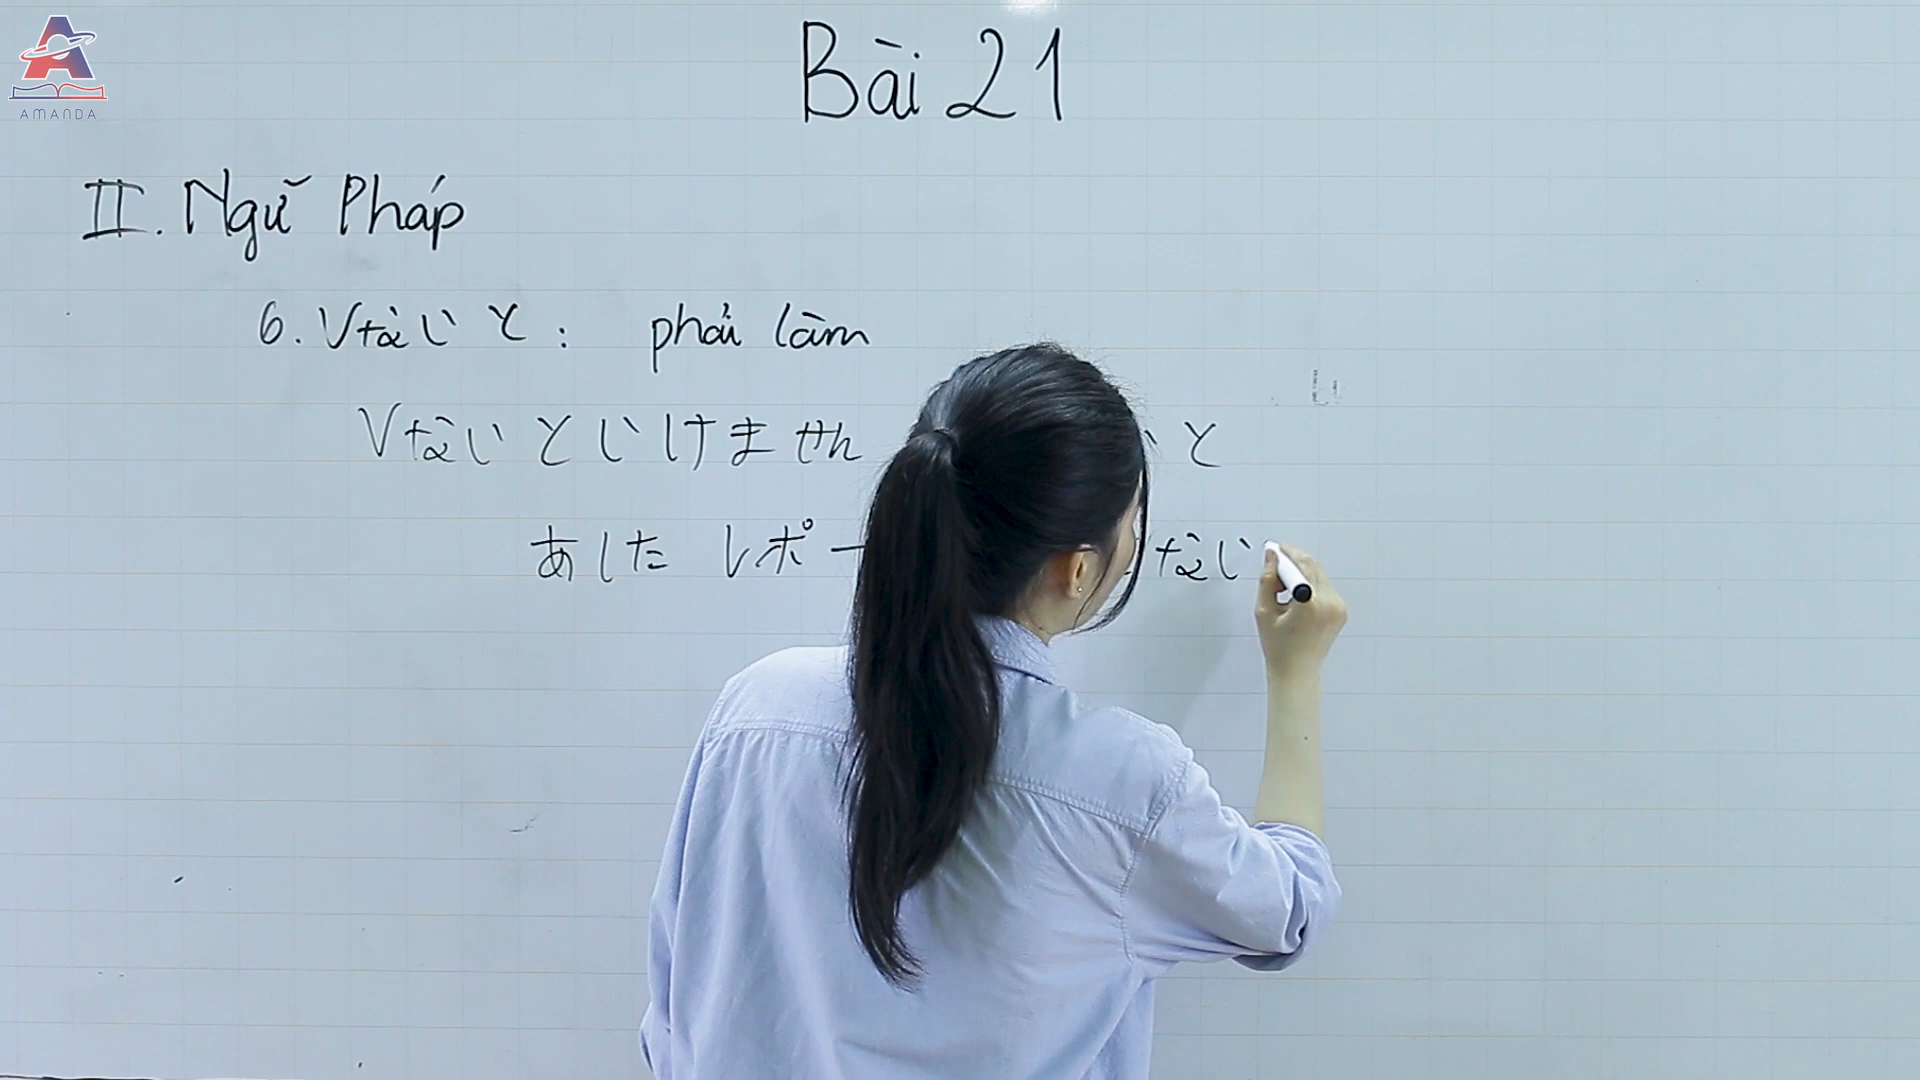 AMANDA
Bài 21
II. Ngữ Pháp
6. Vないと : phải làm
Vないといけません と
あした レポー ない